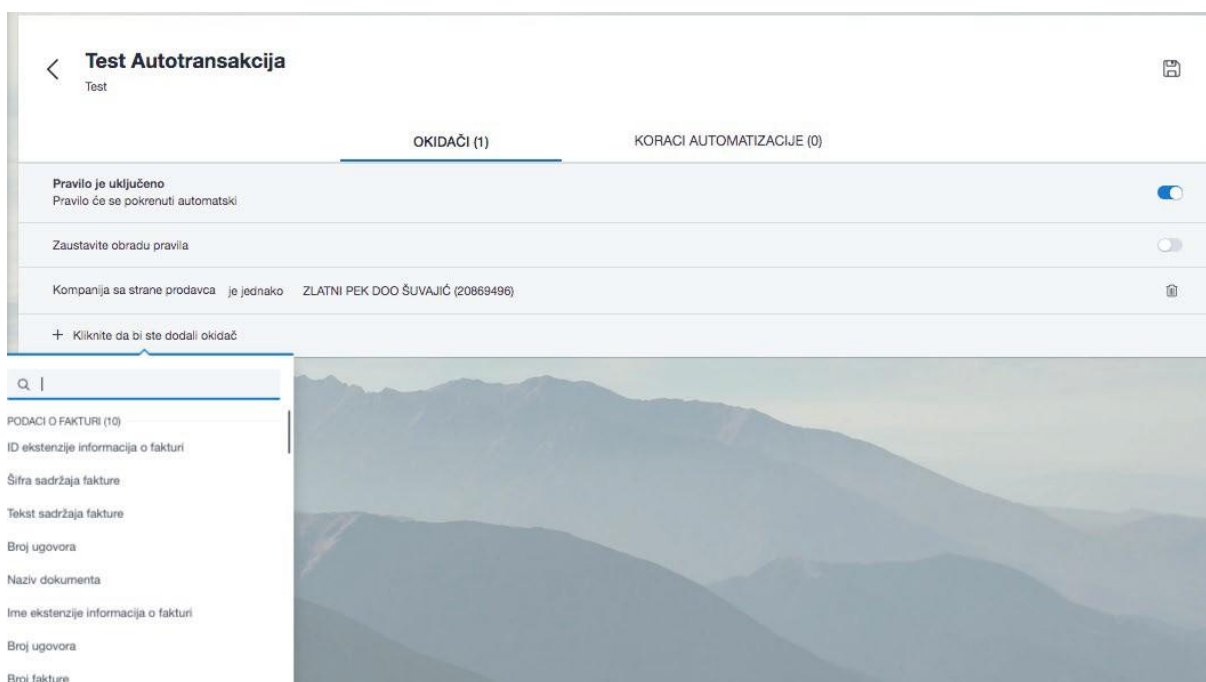 Test Autotransakcija
Test
OKIDAČI (1) KORACI AUTOMATIZACIJE (0)
Pravilo je uključeno
Pravilo će se pokrenuti automatski
Zaustavite obradu pravila
Kompanija sa strane prodavca je jednako ZLATNI PEK DOO ŠUVAJIĆ (20869496)
+ Kliknite da bi ste dodali okidač
PODACI O FAKTURI (10)
ID ekstenzije informacija o fakturi
Šifra sadržaja fakture
Tekst sadržaja fakture
Broj ugovora
Naziv dokumenta
Ime ekstenzije informacija o fakturi
Broj ugovora
Broj fakture